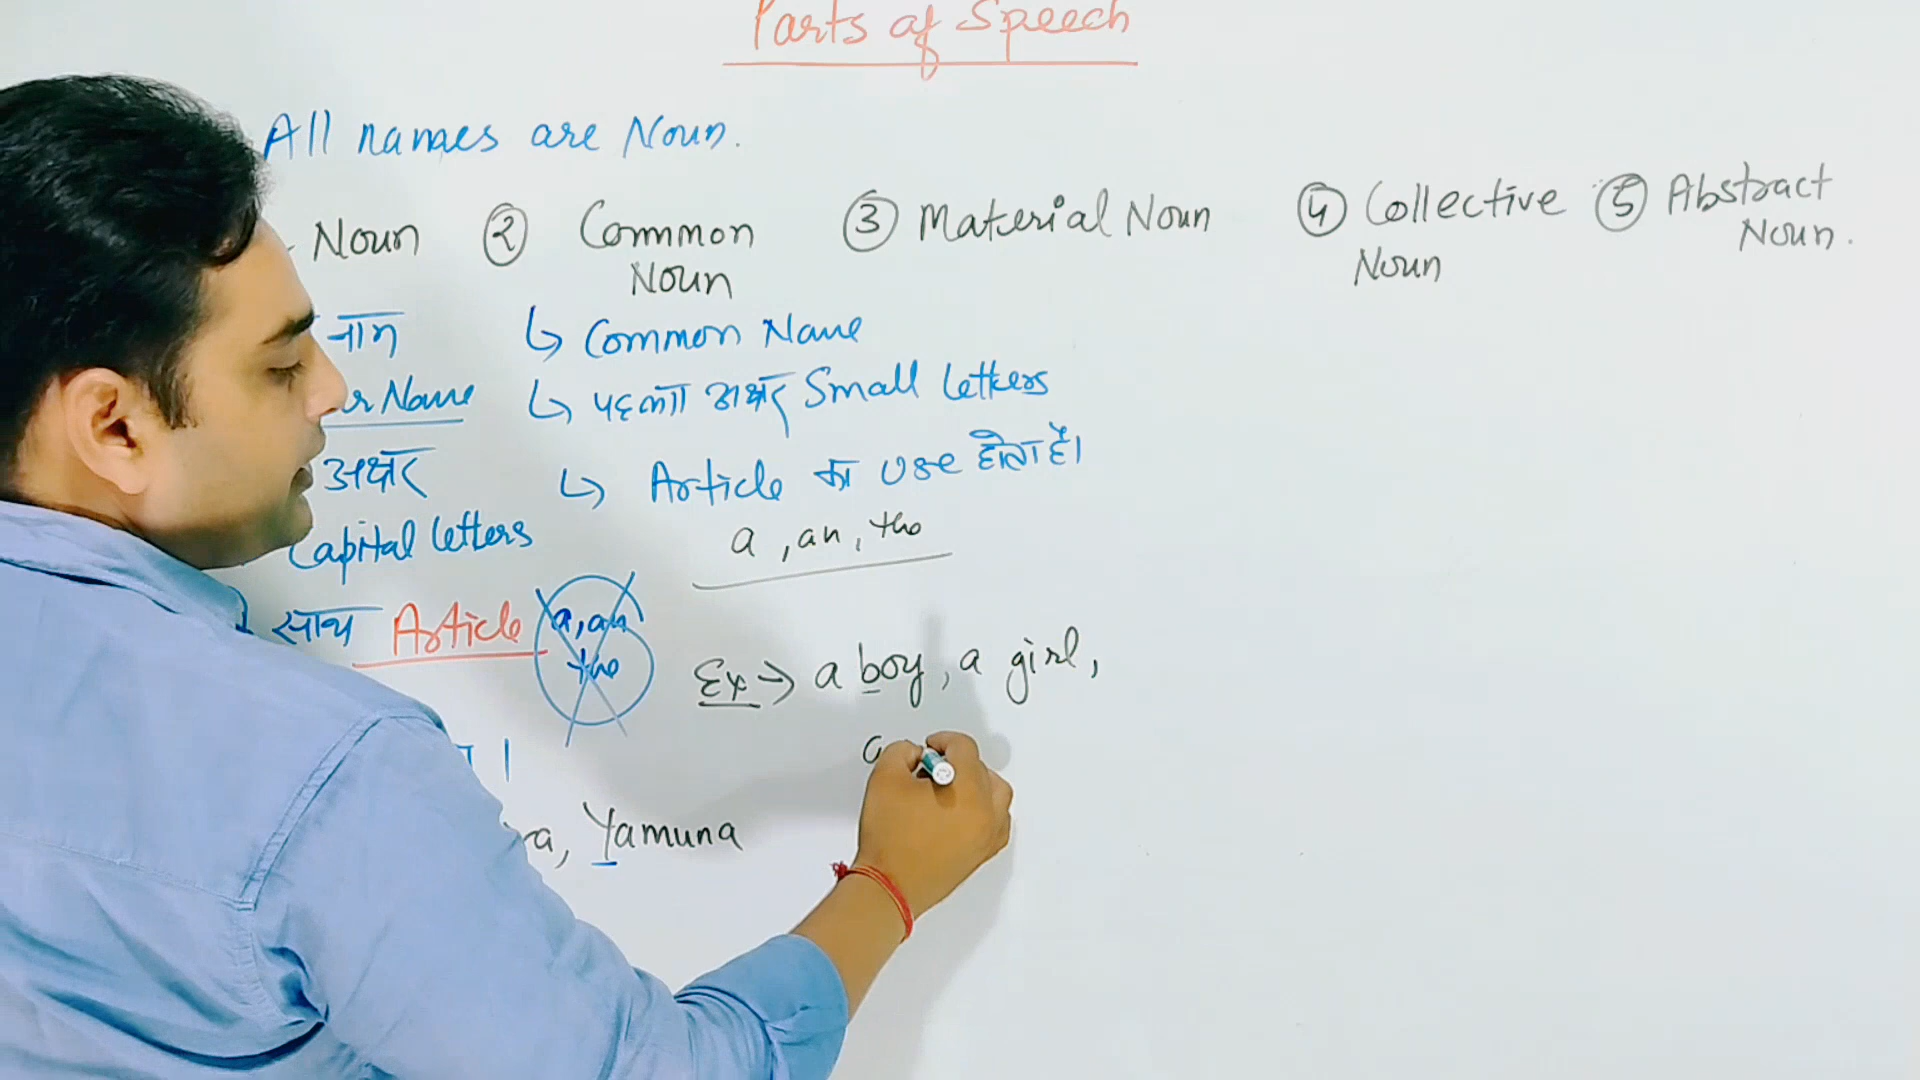 Parts of Speech
All names are Noun.
Noun ② Common Noun ③ Material Noun ④ Collective Noun ⑤ Abstract Noun.
नाम
Name
अक्षर
Capital letters
साथ Article a, an the
↳ Common Name
↳ पहला अक्षर Small letters
↳ Article का use होता है।
a, an, the
Ex → a boy, a girl,
a
Yamuna